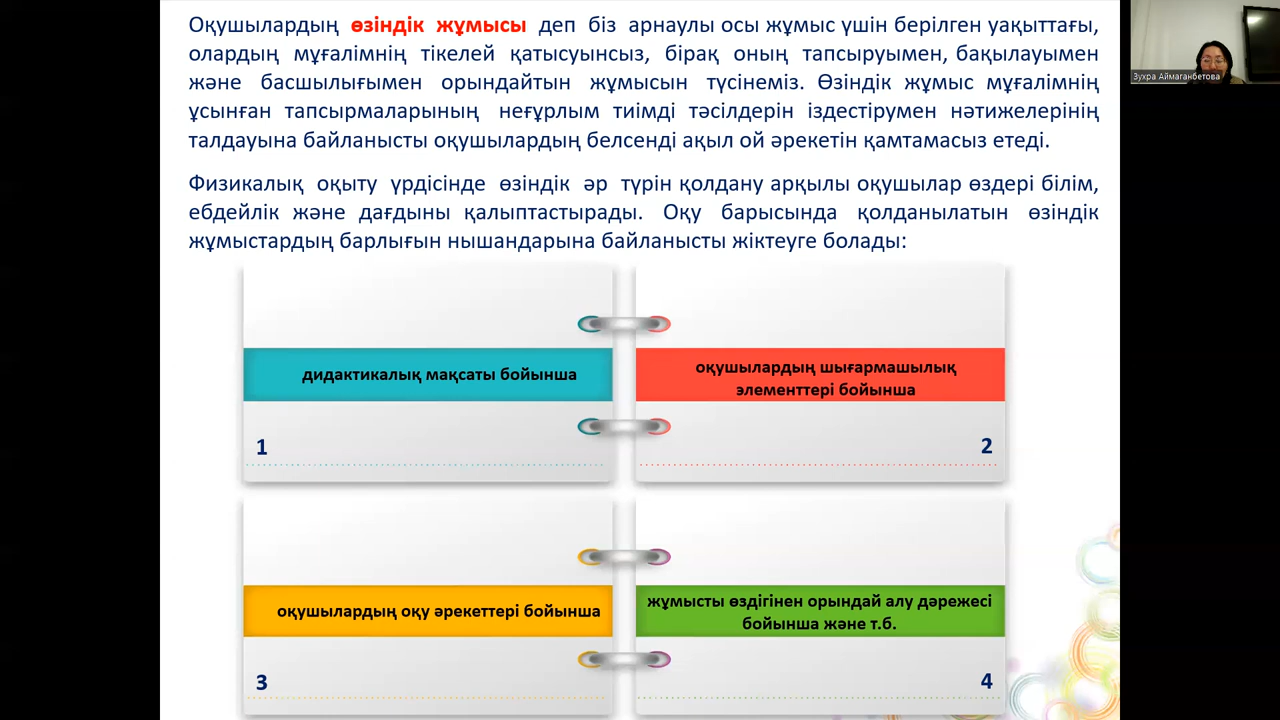 Оқушылардың өзіндік жұмысы деп біз арнаулы осы жұмыс үшін берілген уақыттағы,
олардың мұғалімнің тікелей қатысуынсыз, бірақ оның тапсыруымен, бақылауымен
және басшылығымен орындайтын жұмысын түсінеміз. Өзіндік жұмыс мұғалімнің
ұсынған тапсырмаларының неғұрлым тиімді тәсілдерін іздестірумен нәтижелерінің
талдауына байланысты оқушылардың белсенді ақыл ой әрекетін қамтамасыз етеді.
Физикалық оқыту үрдісінде өзіндік әр түрін қолдану арқылы оқушылар өздері білім,
ебдейлік және дағдыны қалыптастырады. Оқу барысында қолданылатын өзіндік
жұмыстардың барлығын нышандарына байланысты жіктеуге болады:
дидактикалық мақсаты бойынша
1
оқушылардың шығармашылық
элементтері бойынша
2
оқушылардың оқу әрекеттері бойынша
3
жұмысты өздігінен орындай алу дәрежесі
бойынша және т.б.
4
Зухра Аймаганбетова